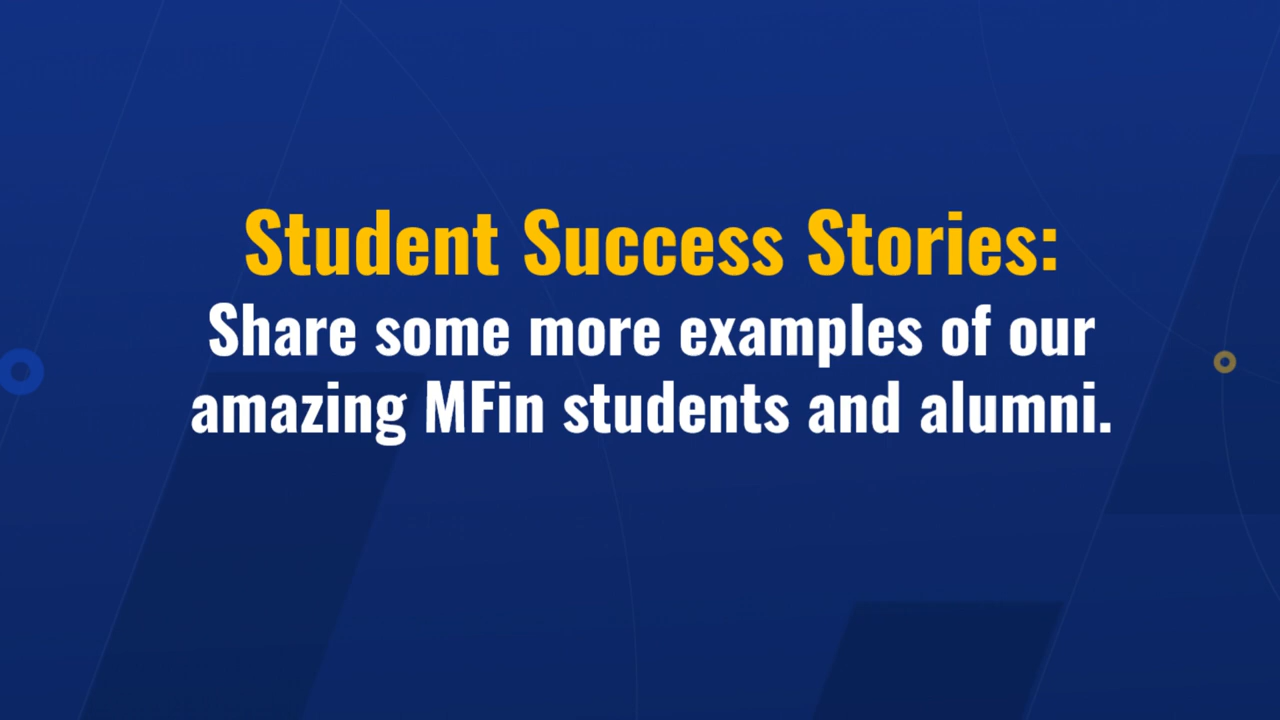 Student Success Stories:
Share some more examples of our
amazing MFin students and alumni.